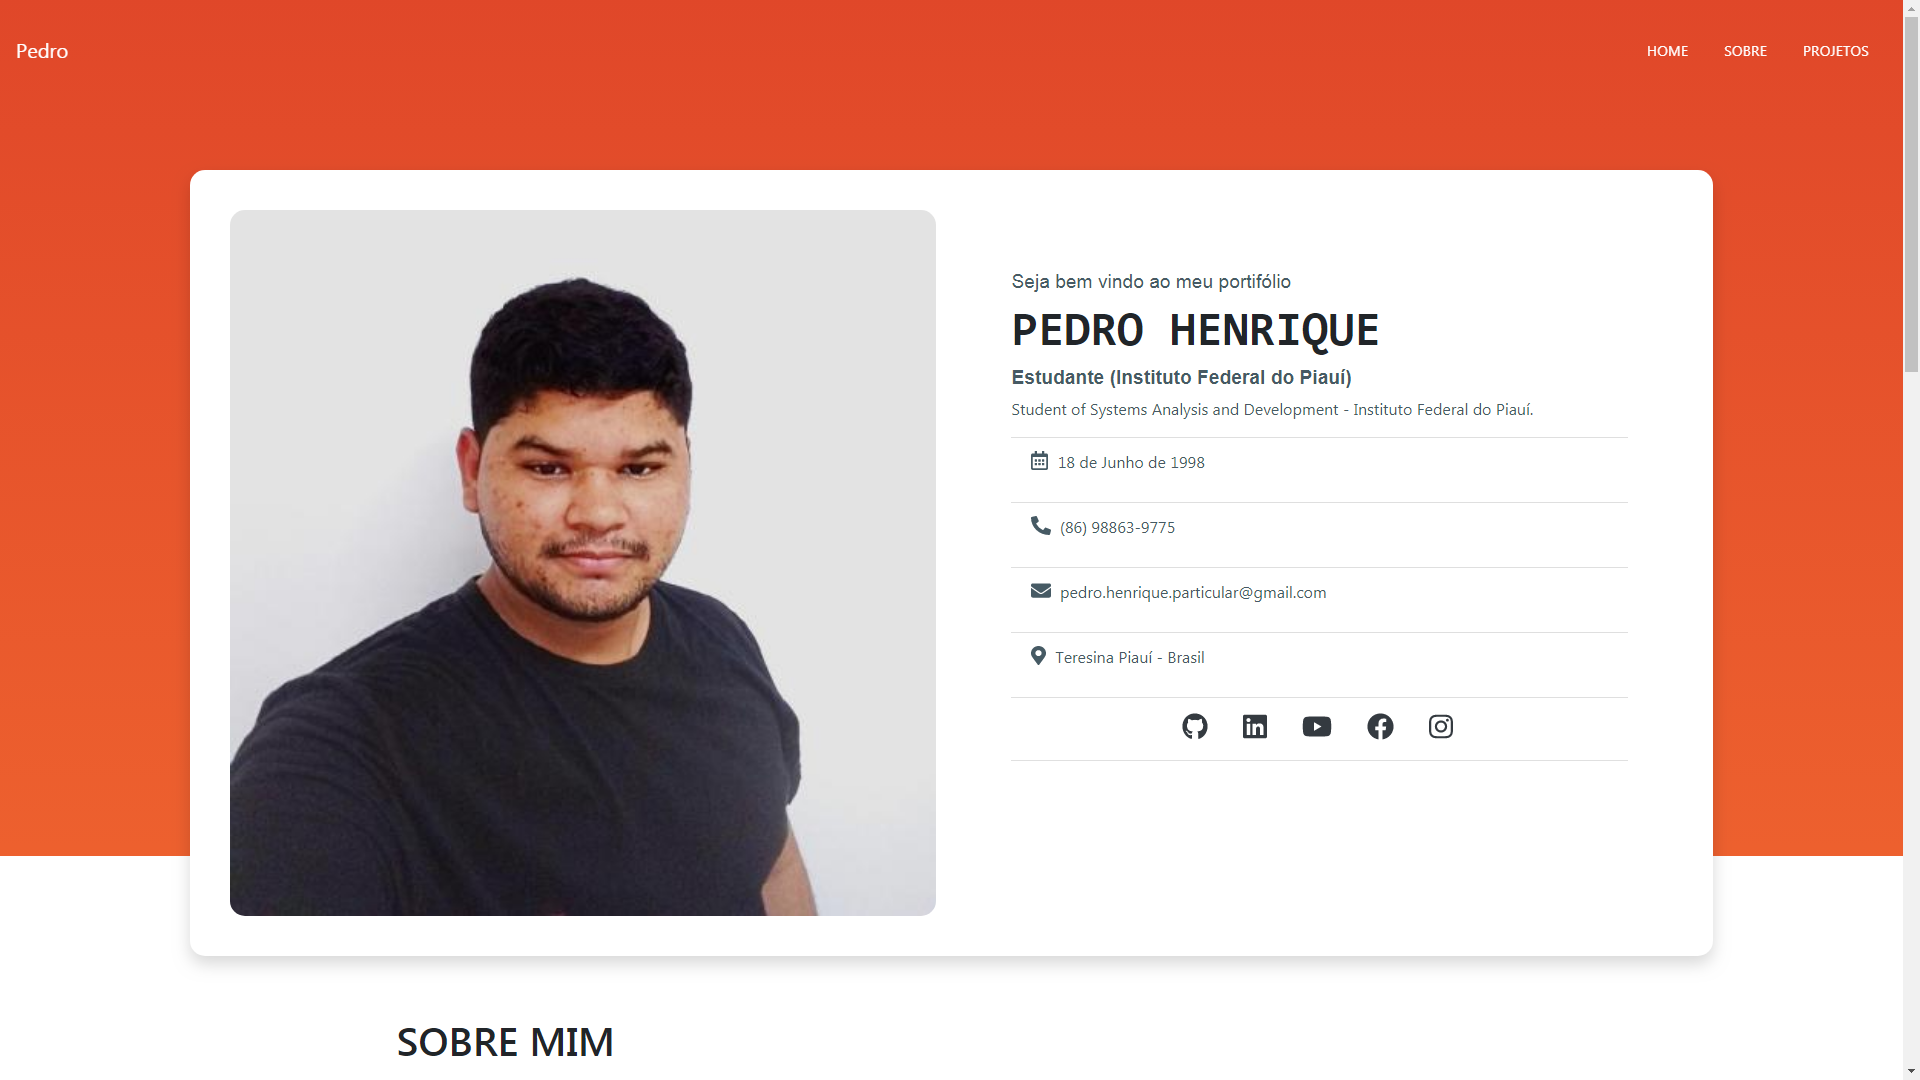 Pedro
HOME SOBRE PROJETOS
Seja bem vindo ao meu portifólio
PEDRO HENRIQUE
Estudante (Instituto Federal do Piauí)
Student of Systems Analysis and Development - Instituto Federal do Piauí.
18 de Junho de 1998
(86) 98863-9775
pedro.henrique.particular@gmail.com
Teresina Piauí - Brasil
SOBRE MIM